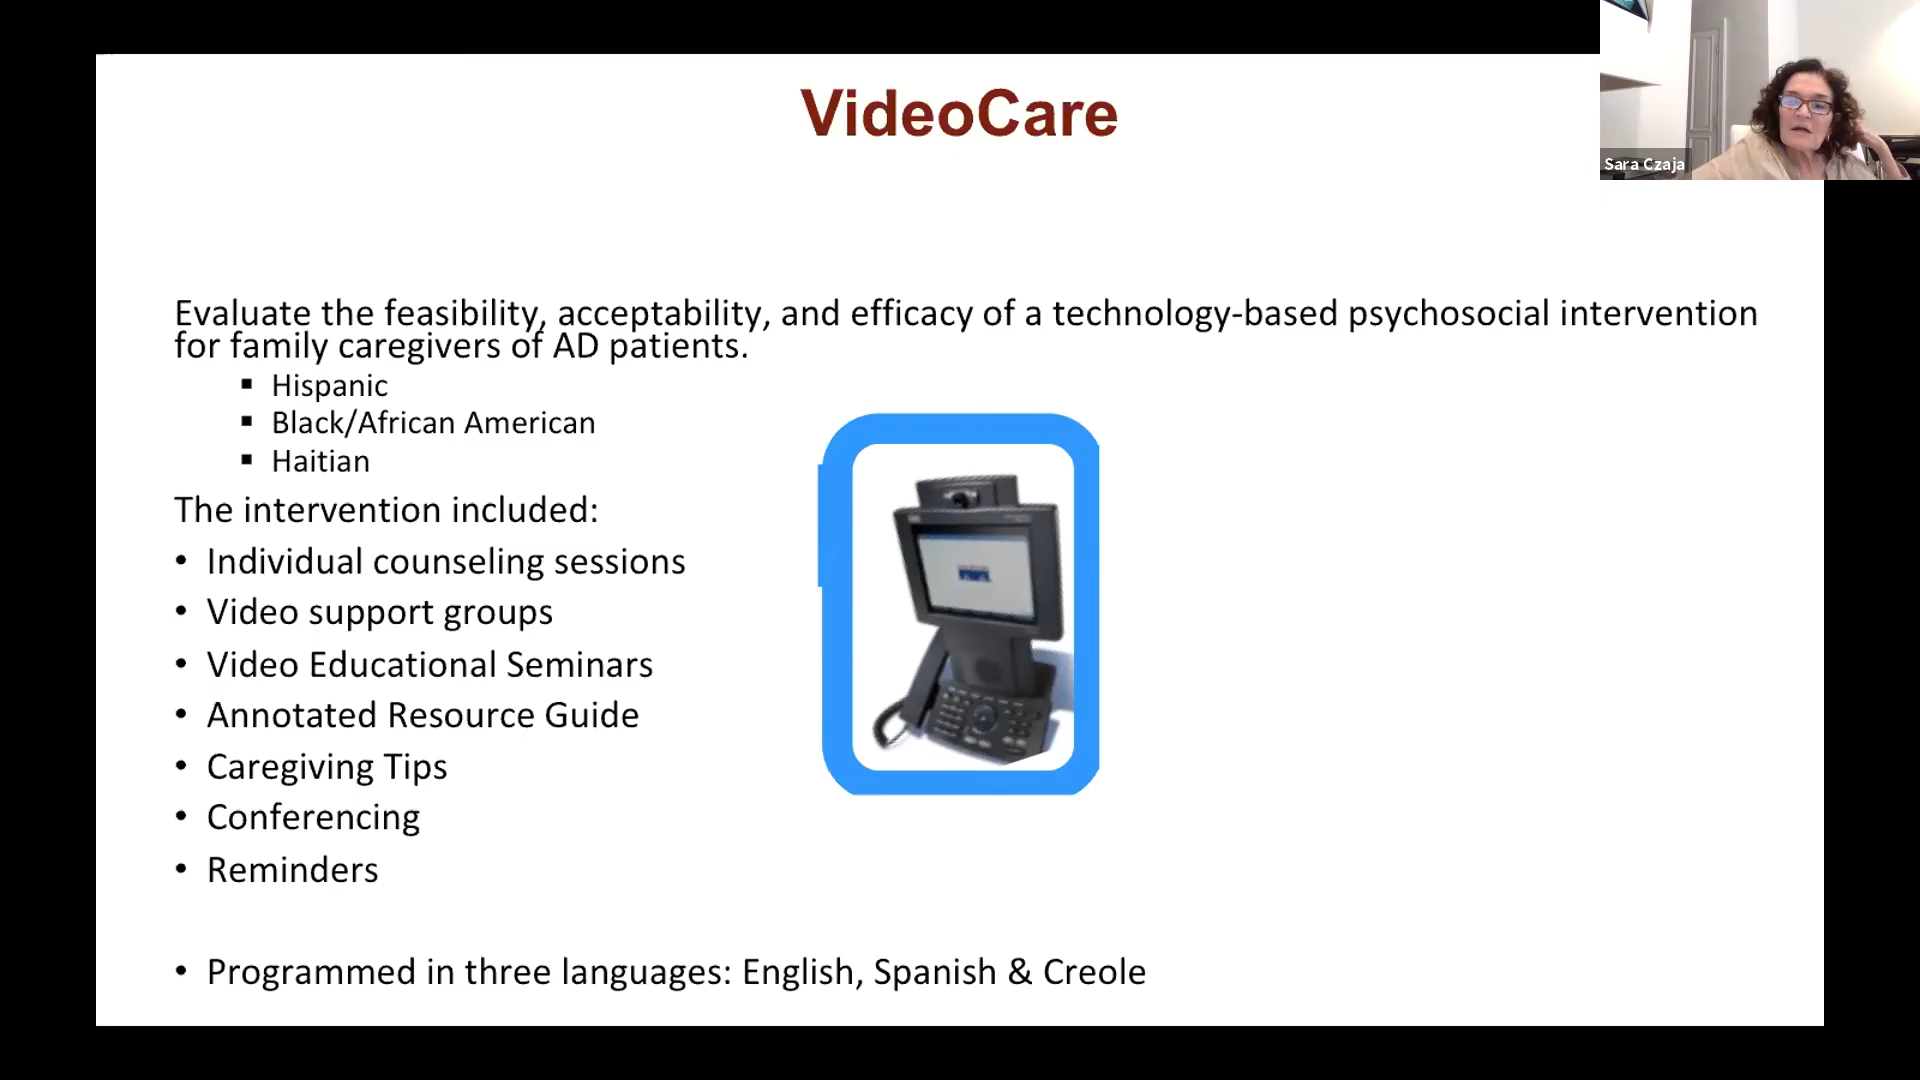 VideoCare
Sara Czaja
Evaluate the feasibility, acceptability, and efficacy of a technology-based psychosocial intervention
for family caregivers of AD patients.
▪ Hispanic
▪ Black/African American
▪ Haitian
The intervention included:
• Individual counseling sessions
• Video support groups
• Video Educational Seminars
• Annotated Resource Guide
• Caregiving Tips
• Conferencing
• Reminders
• Programmed in three languages: English, Spanish & Creole